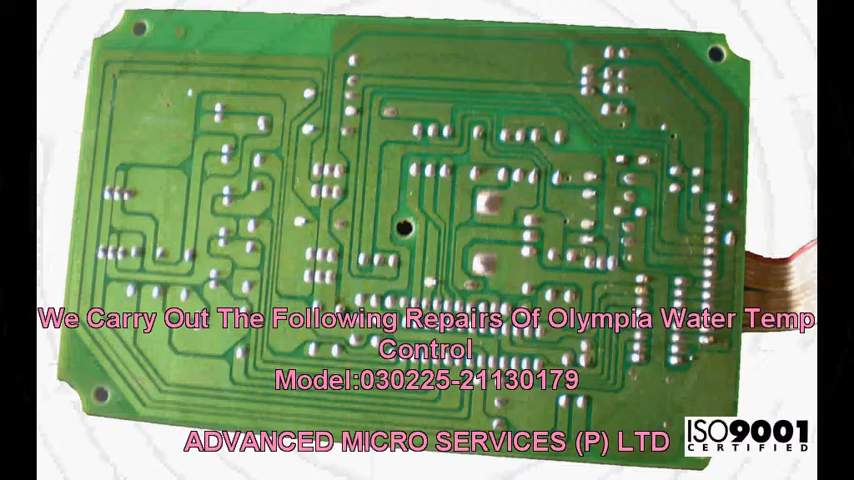 We Carry Out The Following Repairs Of Olympia Water Temp
Control
Model:030225-21130179
ADVANCED MICRO SERVICES (P) LTD
ISO9001
CERTIFIED